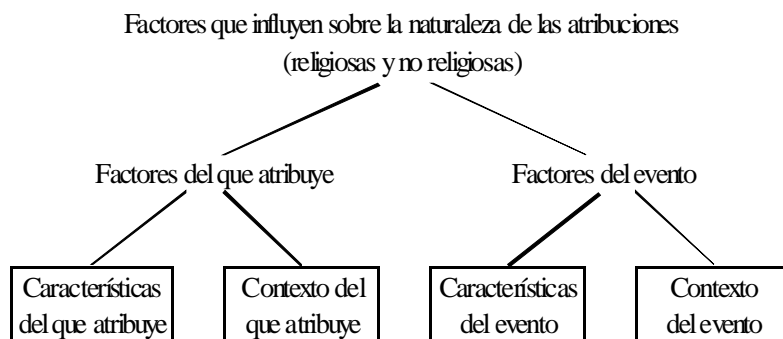 Factores que influyen sobre la naturaleza de las atribuciones
(religiosas y no religiosas)
Factores del que atribuye
Factores del evento
Características
del que atribuye
Contexto del
que atribuye
Características
del evento
Contexto
del evento